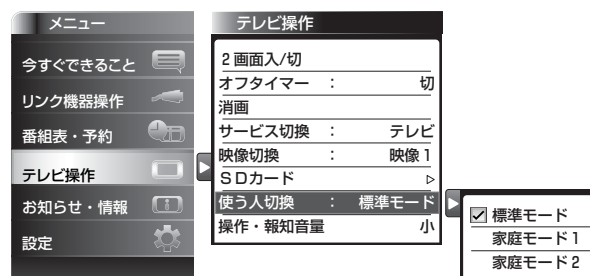 メニュー
今すぐできること
リンク機器操作
番組表・予約
テレビ操作
お知らせ・情報
設定
テレビ操作
2画面入/切
オフタイマー : 切
消画
サービス切換 : テレビ
映像切換 : 映像1
SDカード ▷
使う人切換 : 標準モード
操作・報知音量 小
標準モード
家庭モード1
家庭モード2